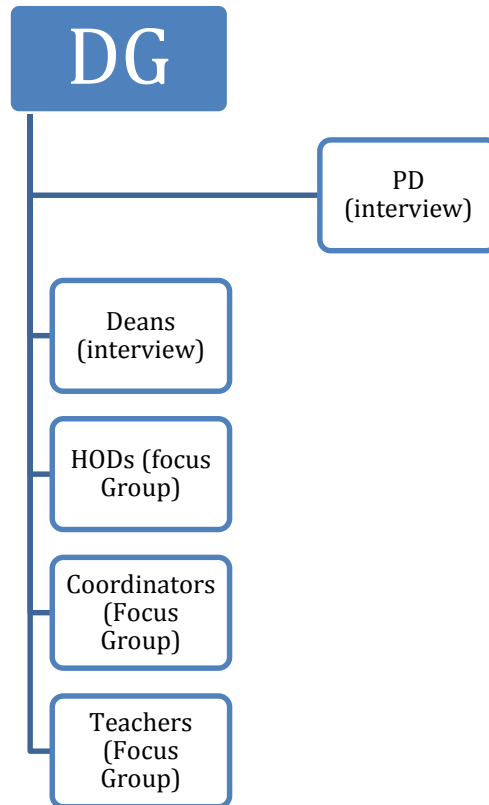 DG
PD
(interview)
Deans
(interview)
HODs (focus
Group)
Coordinators
(Focus
Group)
Teachers
(Focus
Group)